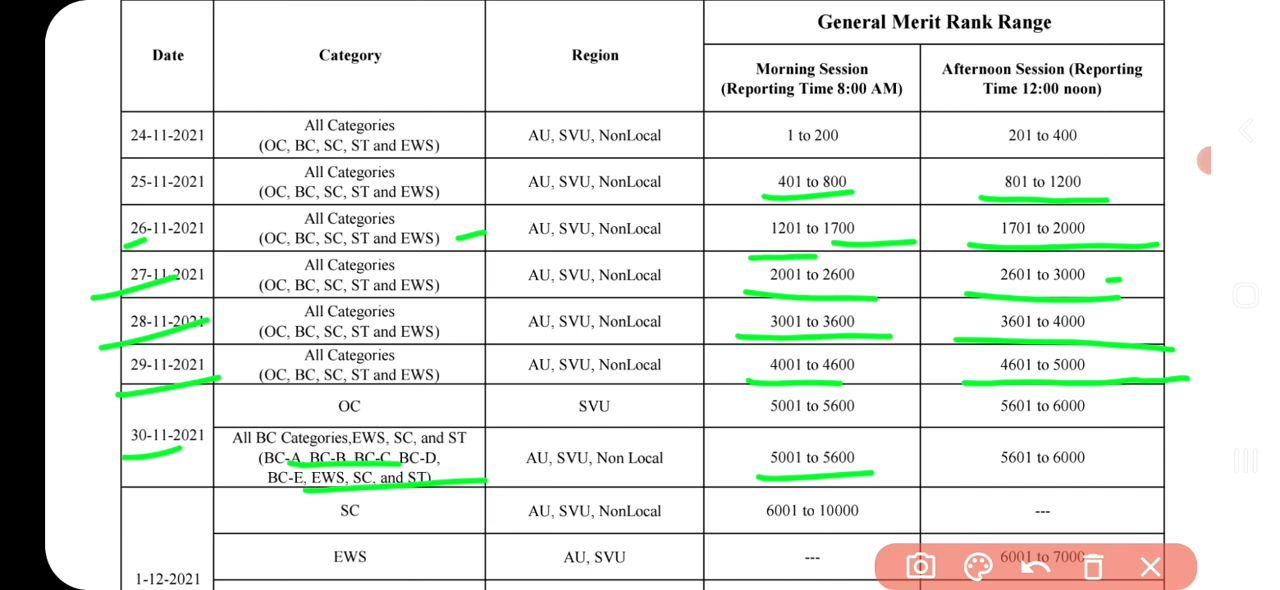 General Merit Rank Range
Date
Category
Region
Morning Session
(Reporting Time 8:00 AM)
Afternoon Session (Reporting
Time 12:00 noon)
24-11-2021
All Categories
(OC, BC, SC, ST and EWS)
AU, SVU, NonLocal
1 to 200
201 to 400
25-11-2021
All Categories
(OC, BC, SC, ST and EWS)
AU, SVU, NonLocal
401 to 800
801 to 1200
26-11-2021
All Categories
(OC, BC, SC, ST and EWS)
AU, SVU, NonLocal
1201 to 1700
1701 to 2000
27-11-2021
All Categories
(OC, BC, SC, ST and EWS)
AU, SVU, NonLocal
2001 to 2600
2601 to 3000
28-11-2021
All Categories
(OC, BC, SC, ST and EWS)
AU, SVU, NonLocal
3001 to 3600
3601 to 4000
29-11-2021
All Categories
(OC, BC, SC, ST and EWS)
AU, SVU, NonLocal
4001 to 4600
4601 to 5000
30-11-2021
OC
SVU
5001 to 5600
5601 to 6000
All BC Categories,EWS, SC, and ST
(BC-A, BC-B, BC-C, BC-D,
BC-E, EWS, SC, and ST)
AU, SVU, Non Local
5001 to 5600
5601 to 6000
1-12-2021
SC
AU, SVU, NonLocal
6001 to 10000
---
EWS
AU, SVU
---
6001 to 7000